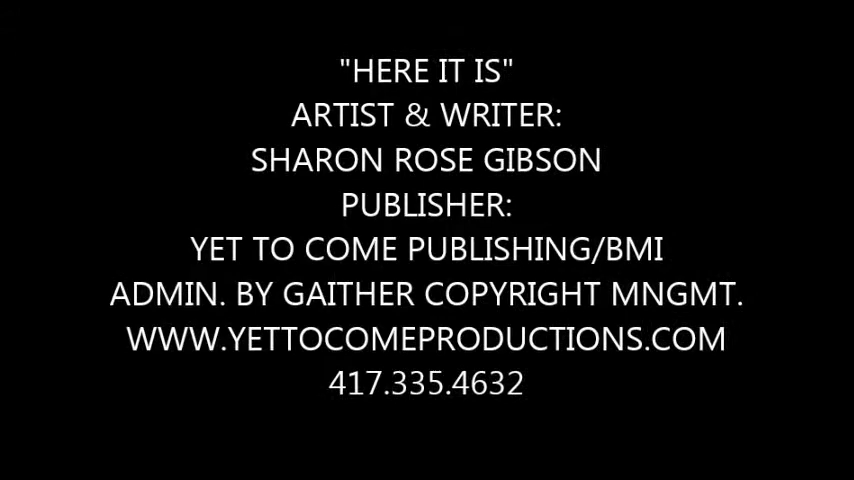 "HERE IT IS"
ARTIST & WRITER:
SHARON ROSE GIBSON
PUBLISHER:
YET TO COME PUBLISHING/BMI
ADMIN. BY GAITHER COPYRIGHT MNGMT.
WWW.YETTOCOMEPRODUCTIONS.COM
417.335.4632